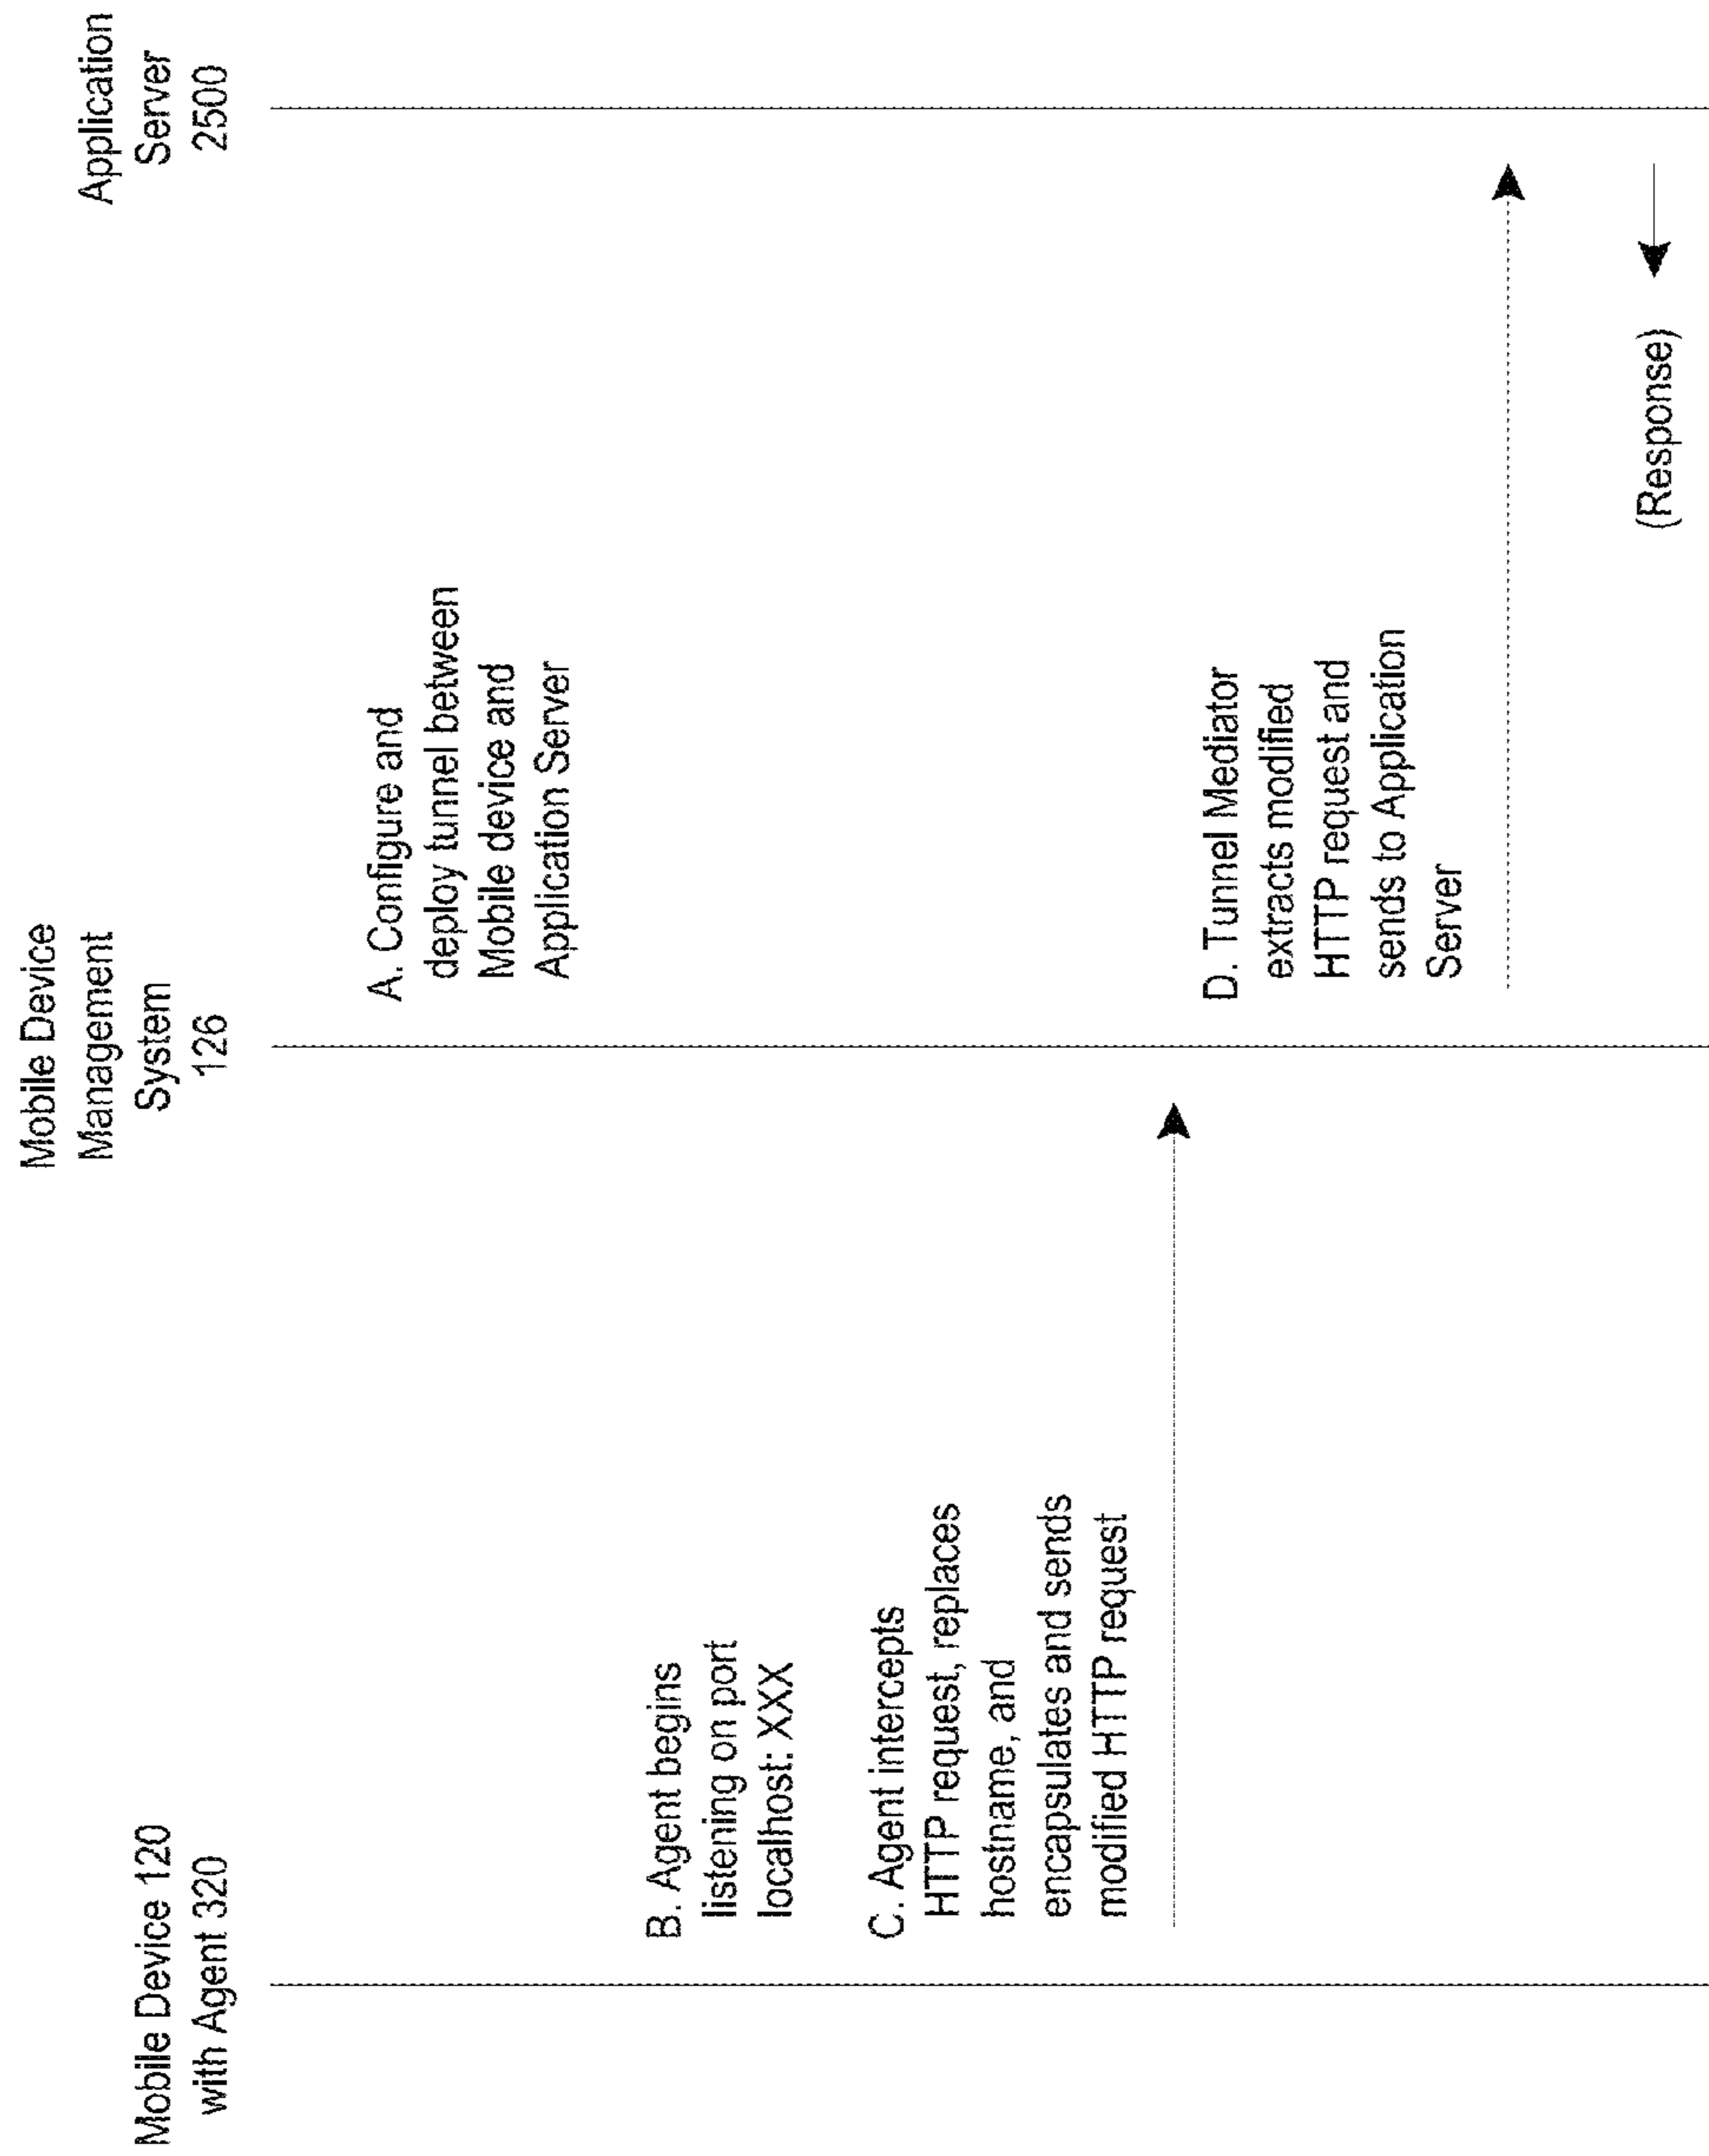 Mobile Device 120
with Agent 320
Mobile Device
Management
System
126
Application
Server
2500
A. Configure and
deploy tunnel between
Mobile device and
Application Server
B. Agent begins
listening on port
localhost: XXX
C. Agent intercepts
HTTP request, replaces
hostname, and
encapsulates and sends
modified HTTP request
D. Tunnel Mediator
extracts modified
HTTP request and
sends to Application
Server
(Response)